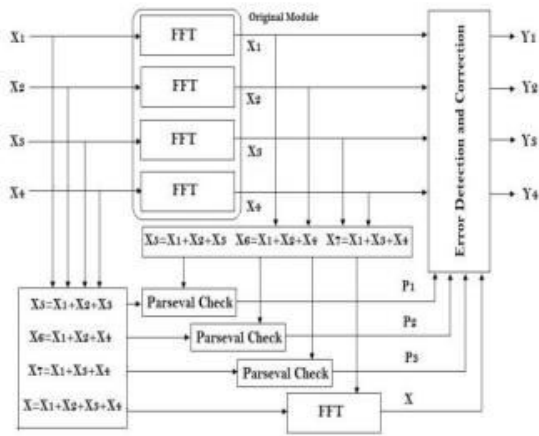 Original Module
X1
FFT
X1
Y1
X2
FFT
X2
Y2
X3
FFT
X3
Y3
X4
FFT
X4
Y4
Error Detection and Correction
X5=X1+X2+X3 X6=X1+X2+X4 X7=X1+X3+X4
X5=X1+X2+X3
Parseval Check
P1
X6=X1+X2+X4
Parseval Check
P2
X7=X1+X3+X4
Parseval Check
P3
X=X1+X2+X3+X4
FFT
X